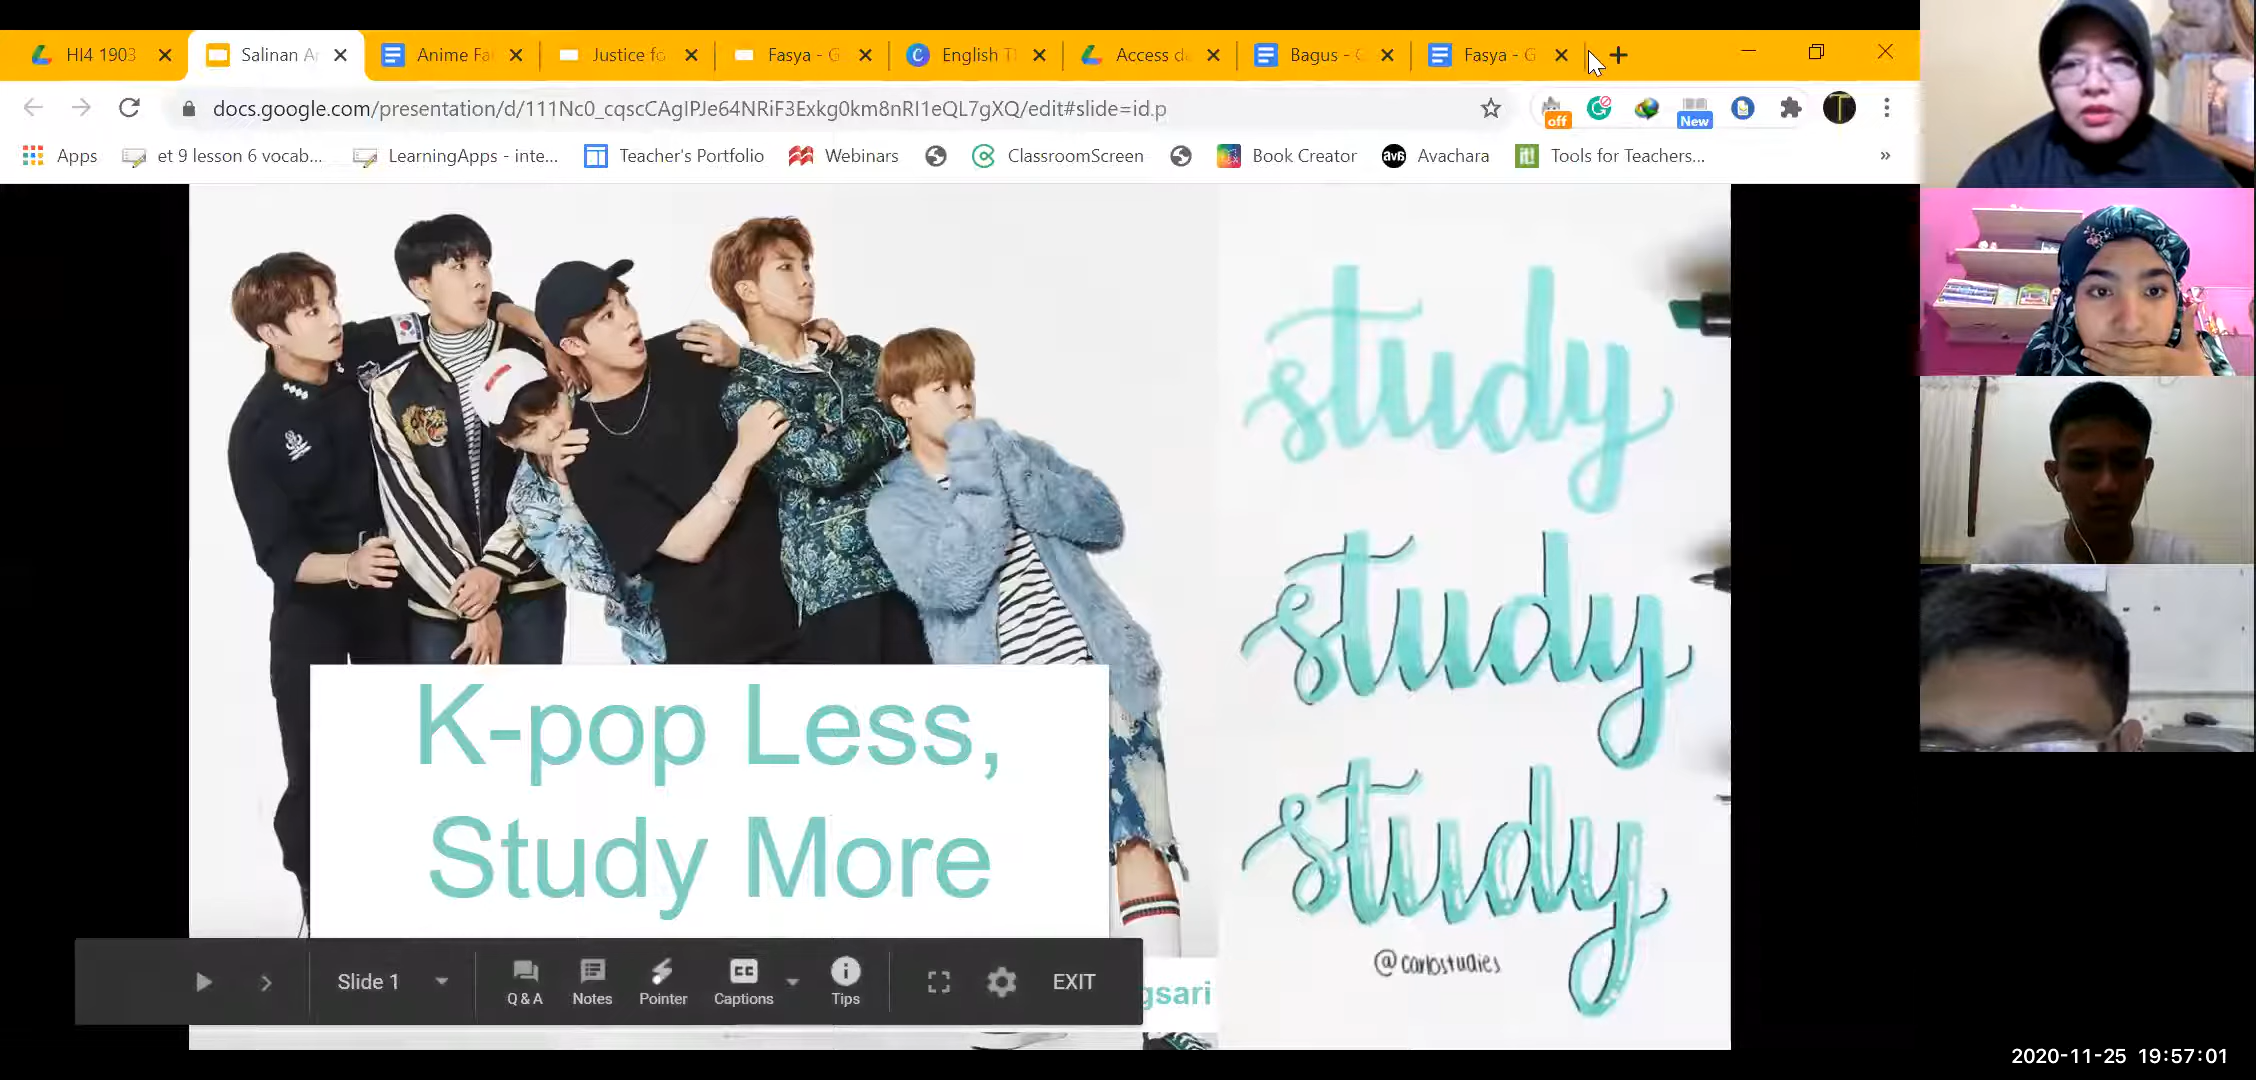 HI4 1903
Salinan A
Anime Fa
Justice fo
Fasya - G
English T
Access d
Bagus - G
Fasya - G
docs.google.com/presentation/d/111Nc0_cqscCAgIPJe64NRiF3Exkg0km8nRI1eQL7gXQ/edit#slide=id.p
off
New
Apps
et 9 lesson 6 vocab...
LearningApps - inte...
Teacher's Portfolio
Webinars
ClassroomScreen
Book Creator
ava Avachara
Tools for Teachers...
study
study
study
@carlostudies
K-pop Less,
Study More
gsari
Slide 1
Q & A
Notes
Pointer
CC
Captions
Tips
EXIT
2020-11-25 19:57:01